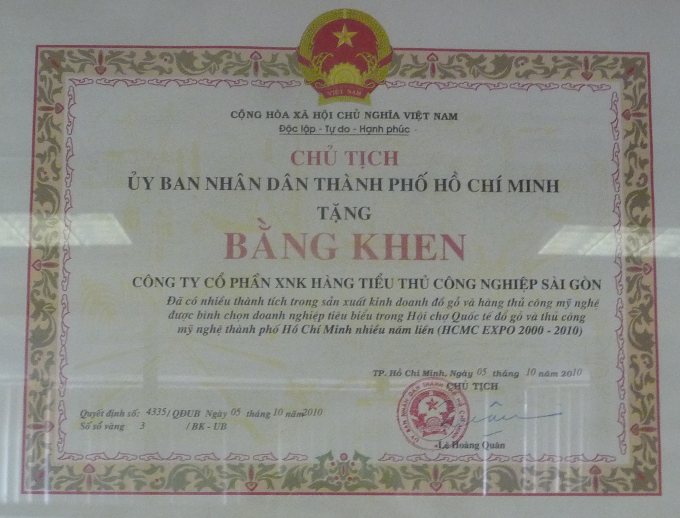 VIỆT NAM
CỘNG HÒA XÃ HỘI CHỦ NGHĨA VIỆT NAM
Độc lập - Tự do - Hạnh phúc
CHỦ TỊCH
ỦY BAN NHÂN DÂN THÀNH PHỐ HỒ CHÍ MINH
TẶNG
BẰNG KHEN
CÔNG TY CỔ PHẦN XNK HÀNG TIỂU THỦ CÔNG NGHIỆP SÀI GÒN
Đã có nhiều thành tích trong sản xuất kinh doanh đồ gỗ và hàng thủ công mỹ nghệ
được bình chọn doanh nghiệp tiêu biểu trong Hội chợ Quốc tế đồ gỗ và thủ công
mỹ nghệ thành phố Hồ Chí Minh nhiều năm liền (HCMC EXPO 2000 - 2010)
TP. Hồ Chí Minh, Ngày 05 tháng 10 năm 2010
CHỦ TỊCH
Quyết định số: 4335/QĐUB Ngày 05 tháng 10 năm 2010
Số sổ vàng 3 / BK - UB
Lê Hoàng Quân